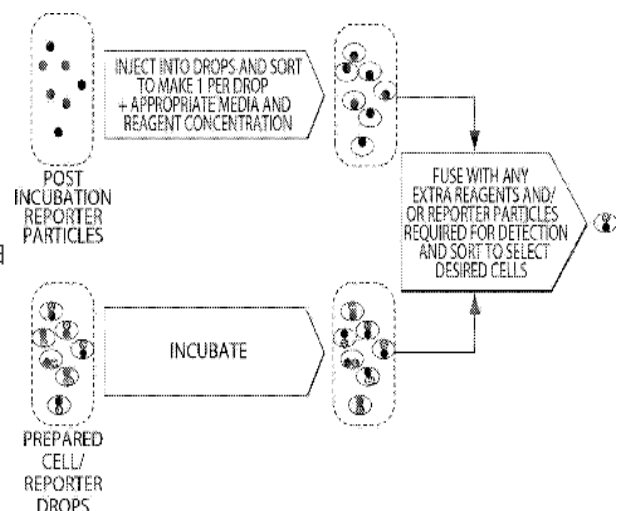 INJECT INTO DROPS AND SORT
TO MAKE 1 PER DROP
+ APPROPRIATE MEDIA AND
REAGENT CONCENTRATION
POST
INCUBATION
REPORTER
PARTICLES
FUSE WITH ANY
EXTRA REAGENTS AND/
OR REPORTER PARTICLES
REQUIRED FOR DETECTION
AND SORT TO SELECT
DESIRED CELLS
INCUBATE
PREPARED
CELL/
REPORTER
DROPS